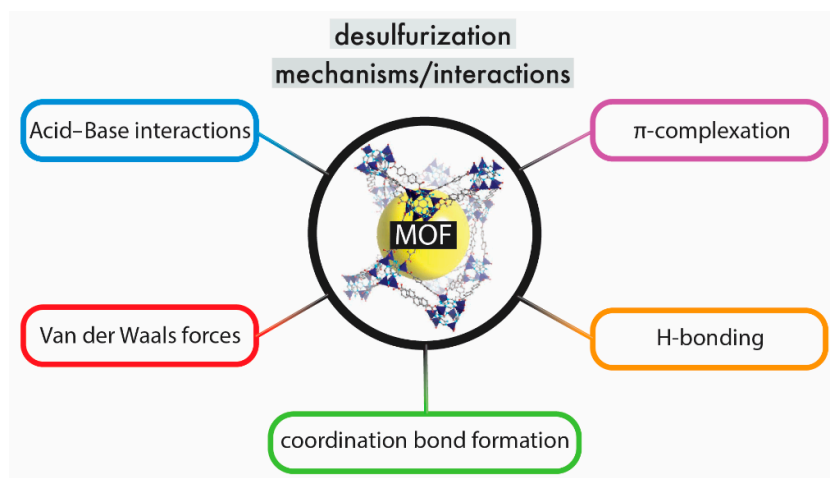 desulfurization
mechanisms/interactions
Acid–Base interactions
π-complexation
MOF
Van der Waals forces
H-bonding
coordination bond formation